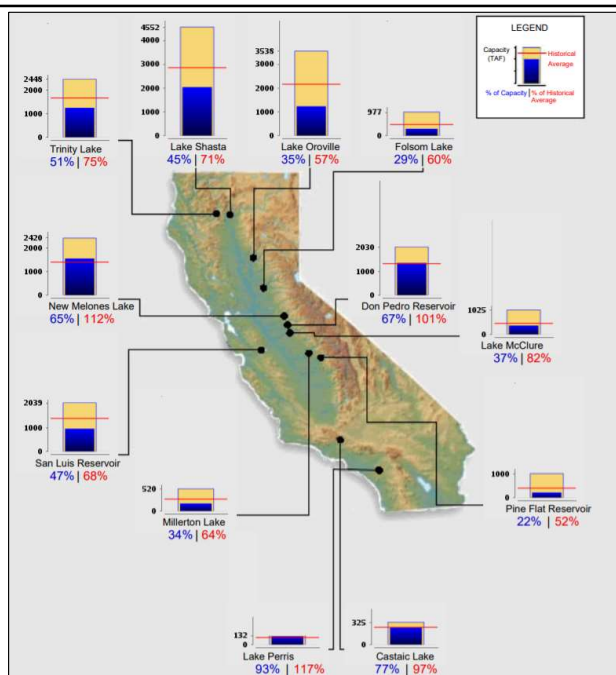 LEGEND
Capacity
(TAF)
Historical
Average
% of Capacity | % of Historical
Average
2448
2000
1000
0
Trinity Lake
51% | 75%
4552
4000
3000
2000
1000
0
Lake Shasta
45% | 71%
3538
3000
2000
1000
0
Lake Oroville
35% | 57%
977
0
Folsom Lake
29% | 60%
2420
2000
1000
0
New Melones Lake
65% | 112%
2030
1000
0
Don Pedro Reservoir
67% | 101%
1025
0
Lake McClure
37% | 82%
2039
1000
0
San Luis Reservoir
47% | 68%
520
0
Millerton Lake
34% | 64%
1000
0
Pine Flat Reservoir
22% | 52%
132
0
Lake Perris
93% | 117%
325
0
Castaic Lake
77% | 97%